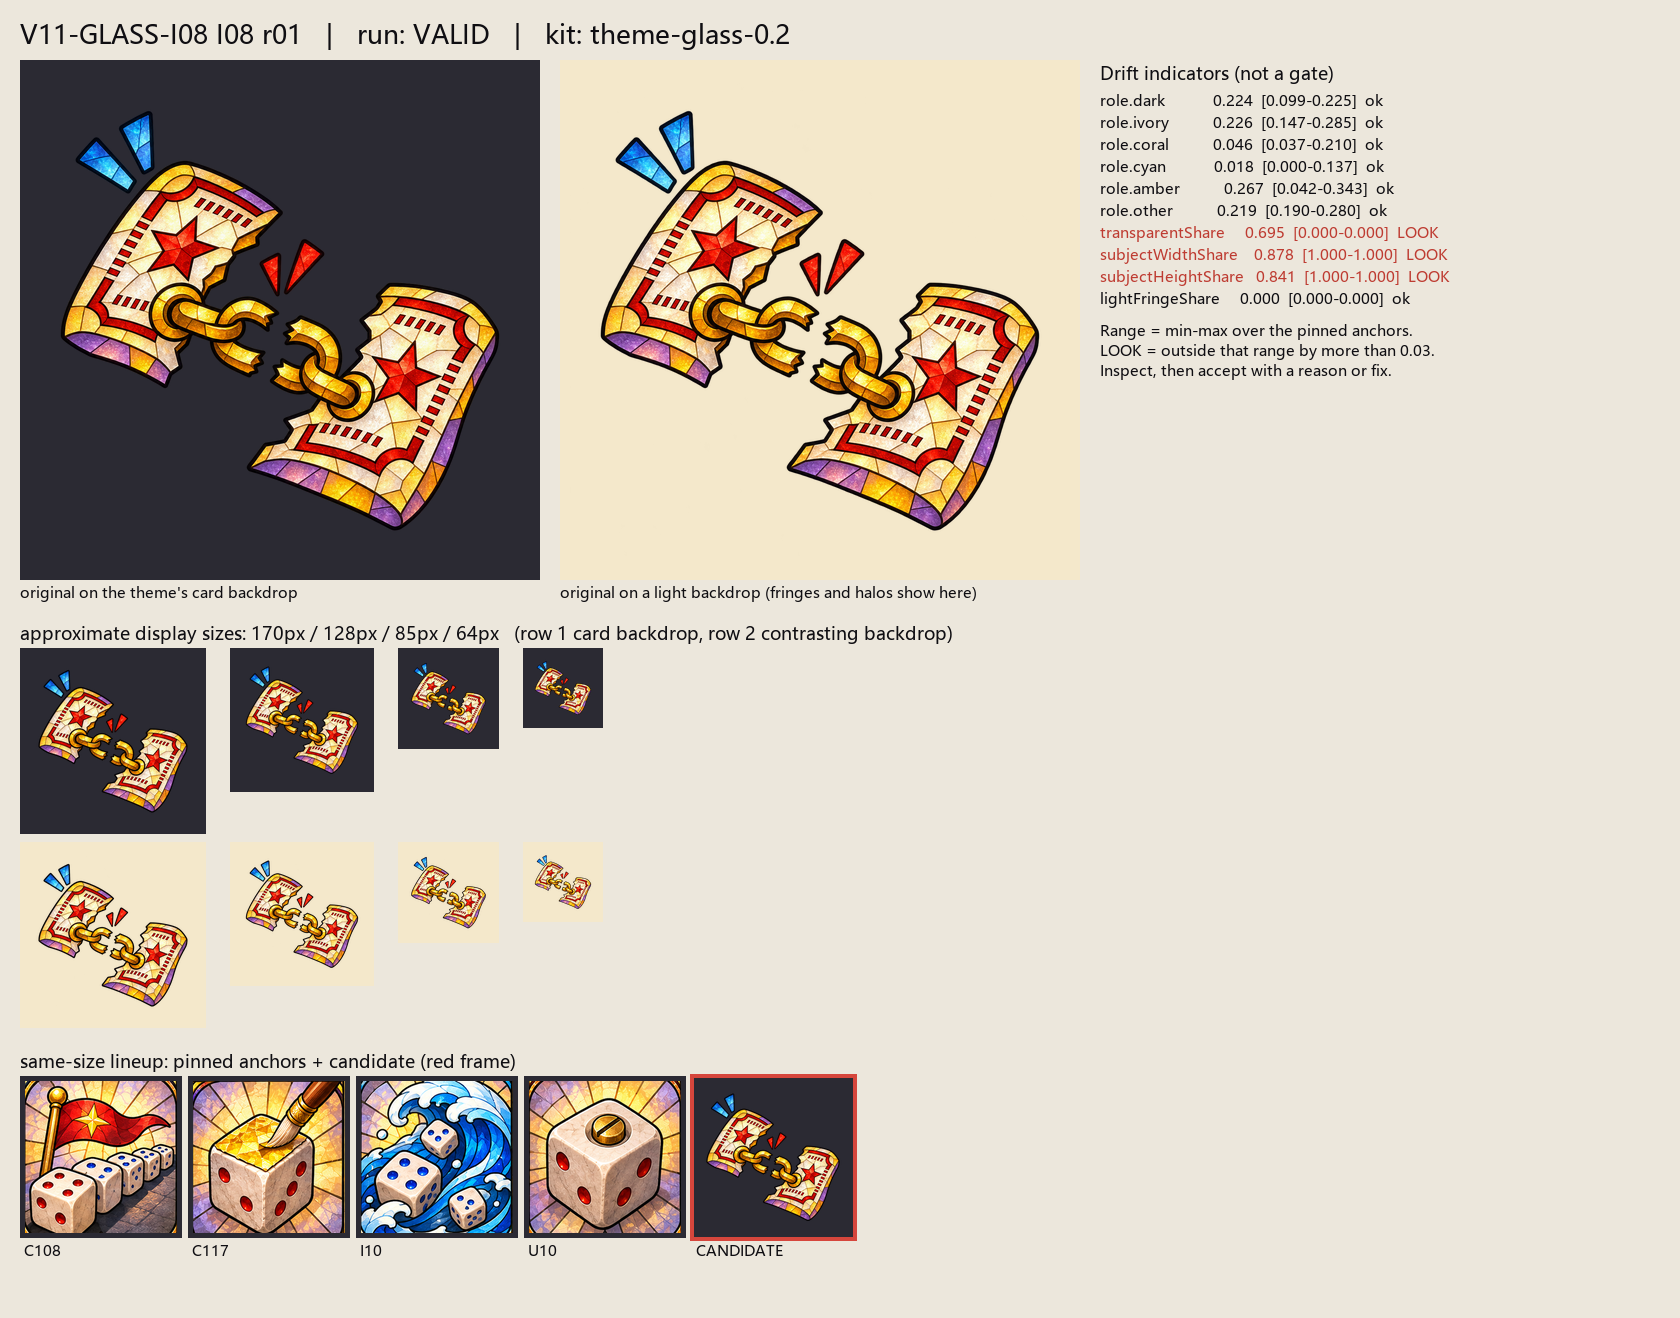 V11-GLASS-I08 I08 r01 | run: VALID | kit: theme-glass-0.2
Drift indicators (not a gate)
role.dark 0.224 [0.099-0.225] ok
role.ivory 0.226 [0.147-0.285] ok
role.coral 0.046 [0.037-0.210] ok
role.cyan 0.018 [0.000-0.137] ok
role.amber 0.267 [0.042-0.343] ok
role.other 0.219 [0.190-0.280] ok
transparentShare 0.695 [0.000-0.000] LOOK
subjectWidthShare 0.878 [1.000-1.000] LOOK
subjectHeightShare 0.841 [1.000-1.000] LOOK
lightFringeShare 0.000 [0.000-0.000] ok
Range = min-max over the pinned anchors.
LOOK = outside that range by more than 0.03.
Inspect, then accept with a reason or fix.
original on the theme's card backdrop
original on a light backdrop (fringes and halos show here)
approximate display sizes: 170px / 128px / 85px / 64px (row 1 card backdrop, row 2 contrasting backdrop)
same-size lineup: pinned anchors + candidate (red frame)
C108
C117
I10
U10
CANDIDATE